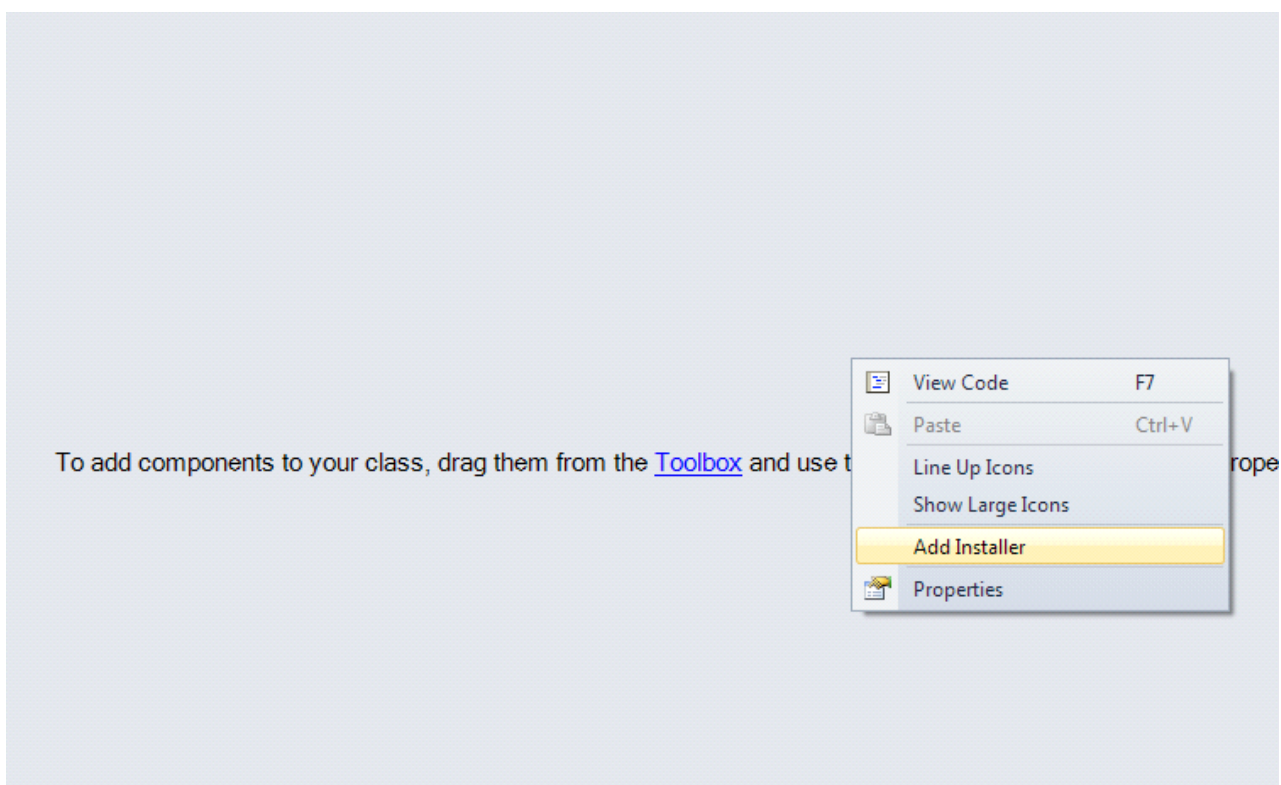 View Code F7
Paste Ctrl+V
To add components to your class, drag them from the Toolbox and use t
Line Up Icons
Show Large Icons
Add Installer
Properties